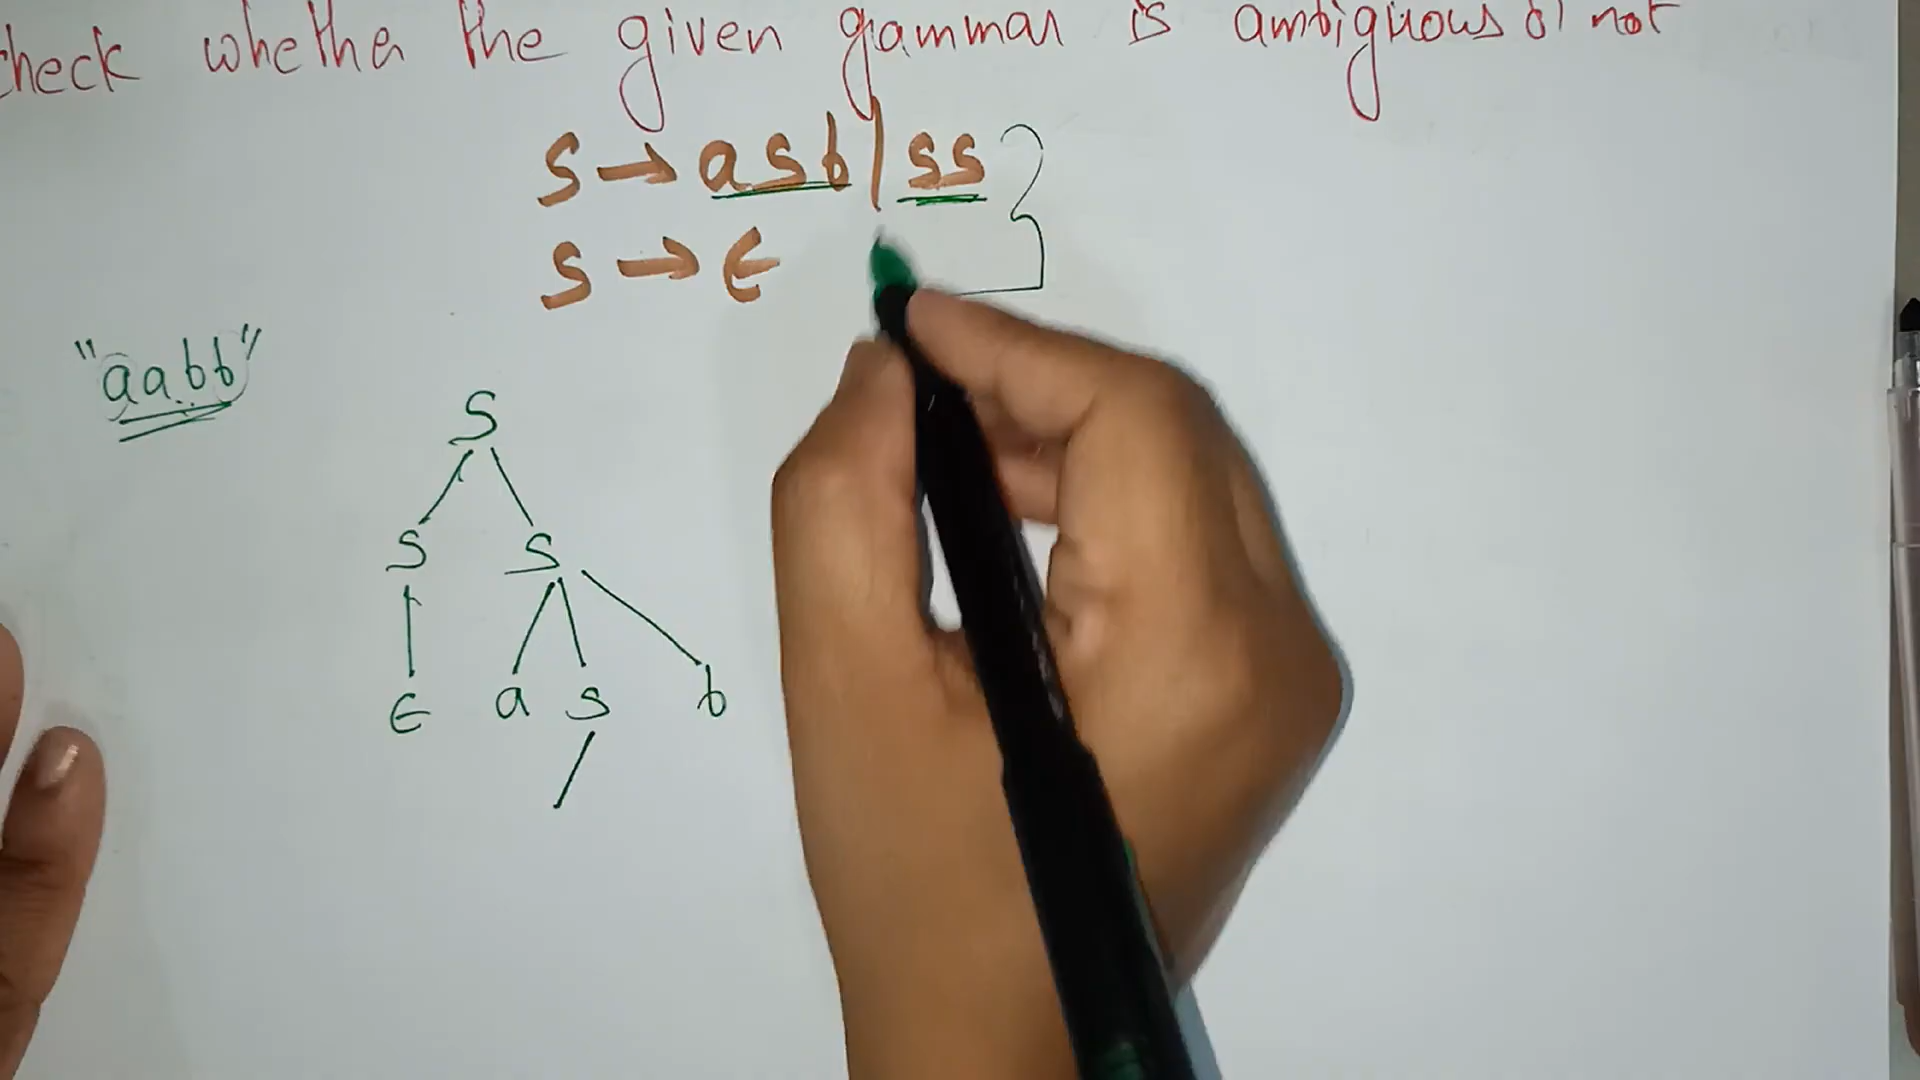 check whether the given grammar is ambiguous or not
S → aSb | SS
S → ϵ
"aabb"
S
S S
ϵ a S b